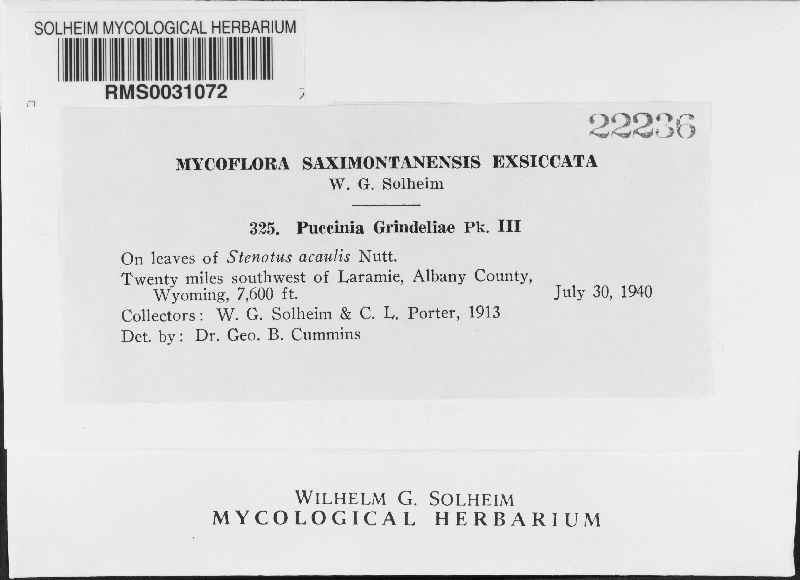 SOLHEIM MYCOLOGICAL HERBARIUM
RMS0031072
22236
MYCOFLORA SAXIMONTANENSIS EXSICCATA
W. G. Solheim
325. Puccinia Grindeliae Pk. III
On leaves of Stenotus acaulis Nutt.
Twenty miles southwest of Laramie, Albany County,
Wyoming, 7,600 ft. July 30, 1940
Collectors: W. G. Solheim & C. L. Porter, 1913
Det. by: Dr. Geo. B. Cummins
WILHELM G. SOLHEIM
MYCOLOGICAL HERBARIUM